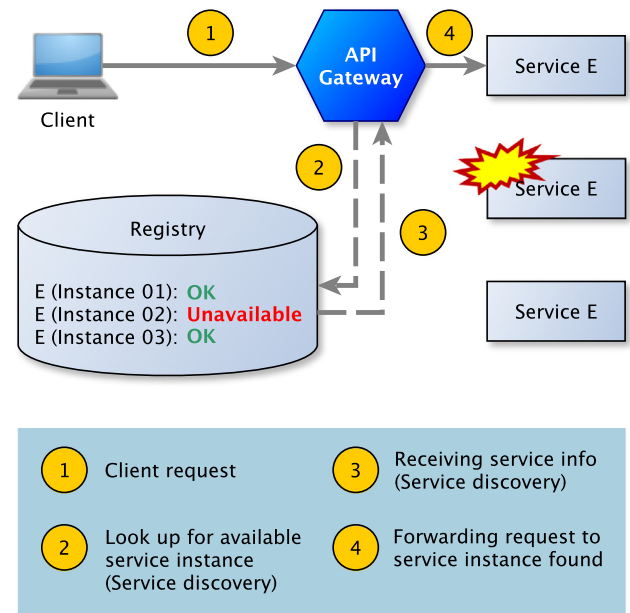 1
API
Gateway
4
Service E
Client
2
Service E
3
Registry
E (Instance 01): OK
E (Instance 02): Unavailable
E (Instance 03): OK
Service E
1 Client request
2 Look up for available
service instance
(Service discovery)
3 Receiving service info
(Service discovery)
4 Forwarding request to
service instance found